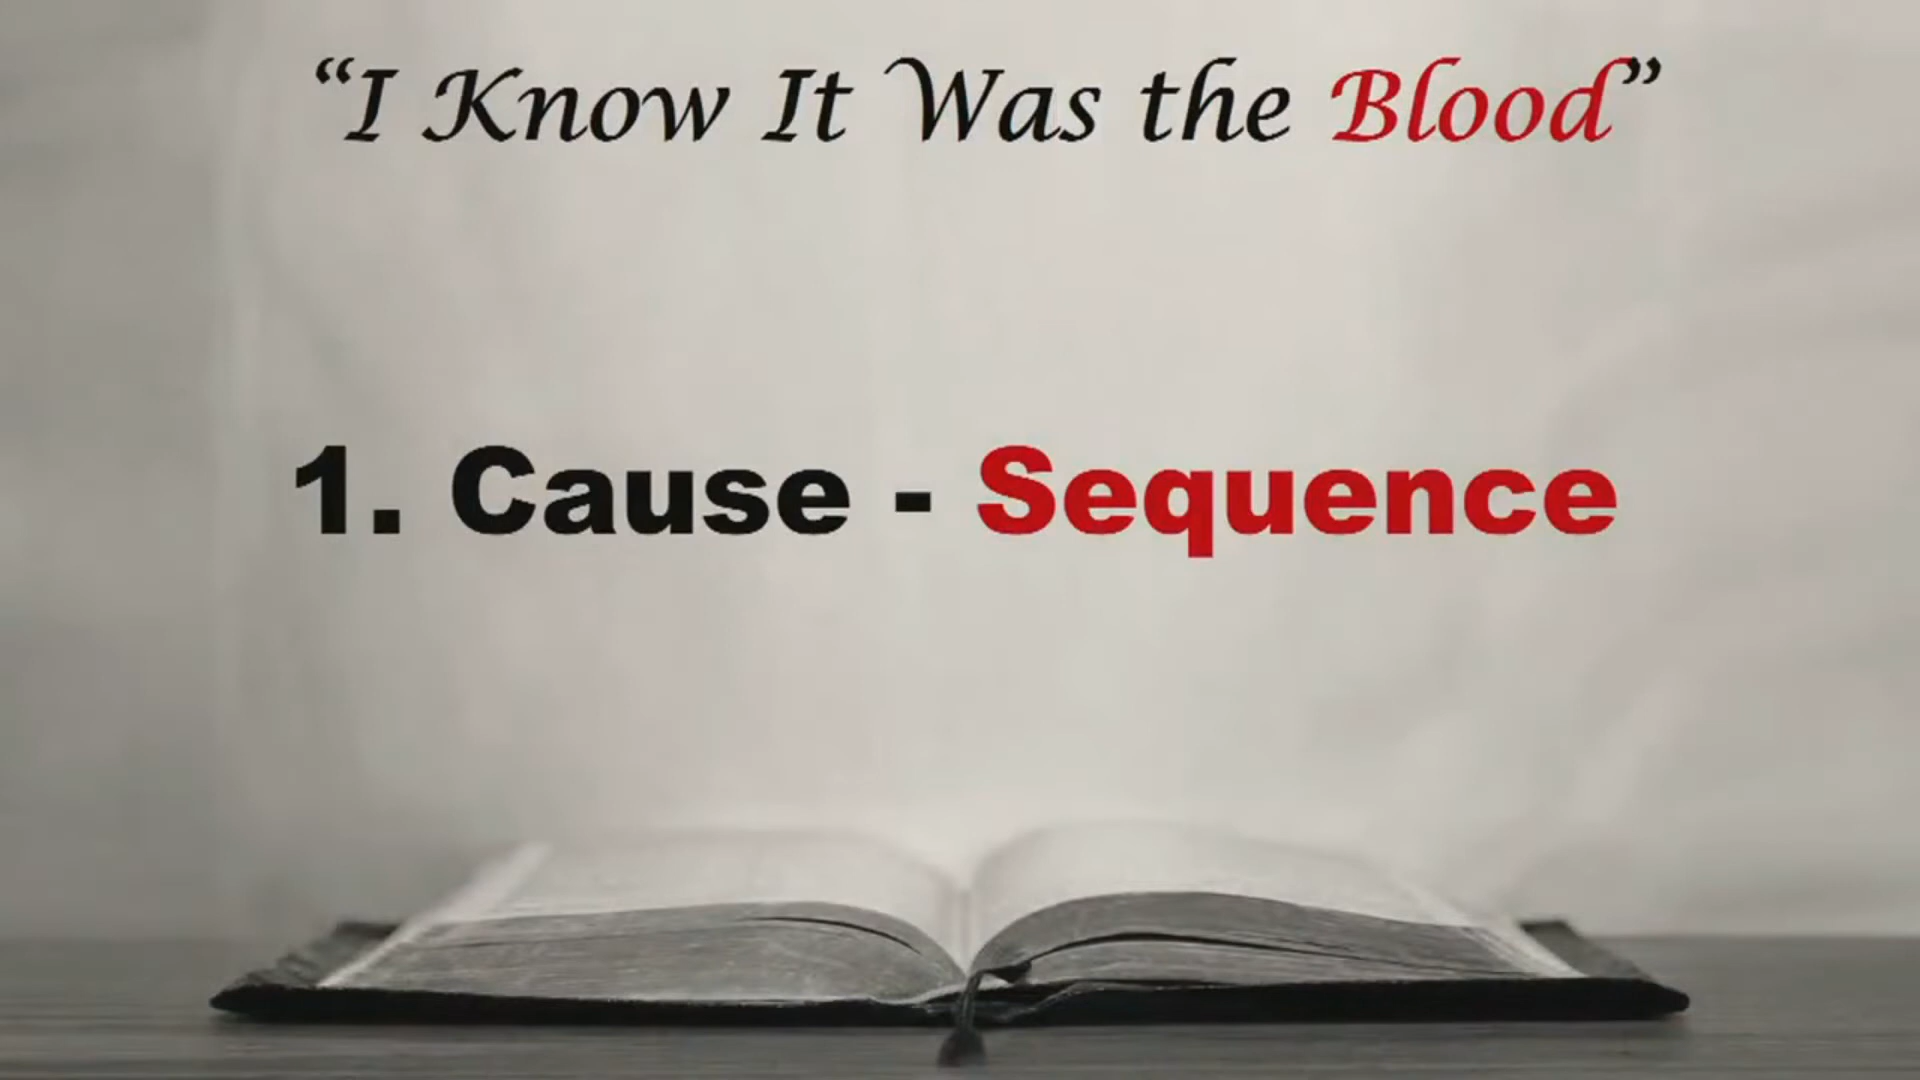 “I Know It Was the Blood”
1. Cause - Sequence